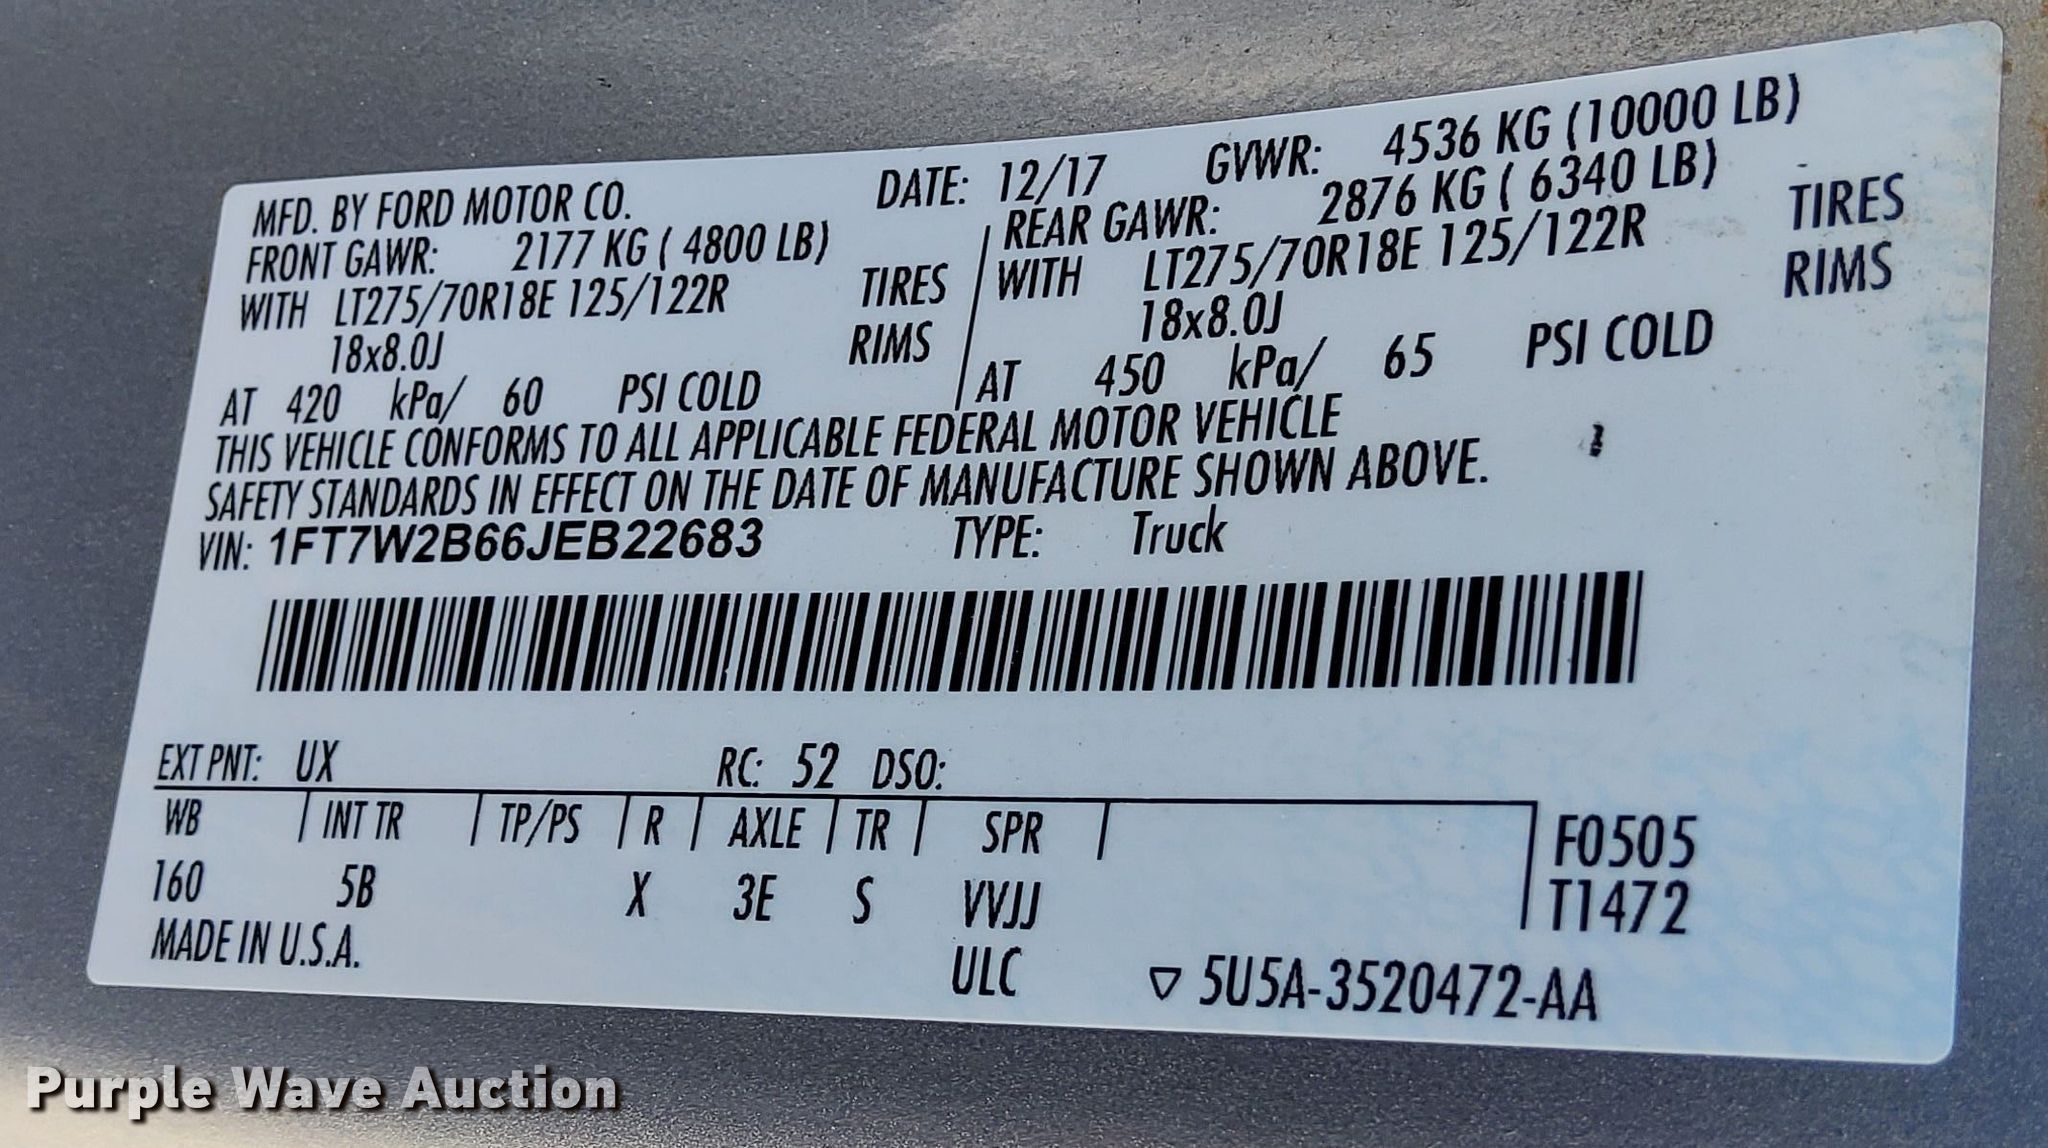 MFD. BY FORD MOTOR CO. DATE: 12/17 GVWR: 4536 KG (10000 LB)
FRONT GAWR: 2177 KG ( 4800 LB) REAR GAWR: 2876 KG ( 6340 LB)
WITH LT275/70R18E 125/122R TIRES WITH LT275/70R18E 125/122R TIRES
18x8.0J RIMS 18x8.0J RIMS
AT 420 kPa/ 60 PSI COLD AT 450 kPa/ 65 PSI COLD
THIS VEHICLE CONFORMS TO ALL APPLICABLE FEDERAL MOTOR VEHICLE
SAFETY STANDARDS IN EFFECT ON THE DATE OF MANUFACTURE SHOWN ABOVE.
VIN: 1FT7W2B66JEB22683 TYPE: Truck
EXT PNT: UX RC: 52 DSO:
WB INT TR TP/PS R AXLE TR SPR F0505
160 5B X 3E S VVJJ T1472
MADE IN U.S.A. ULC ▽ 5U5A-3520472-AA
Purple Wave Auction